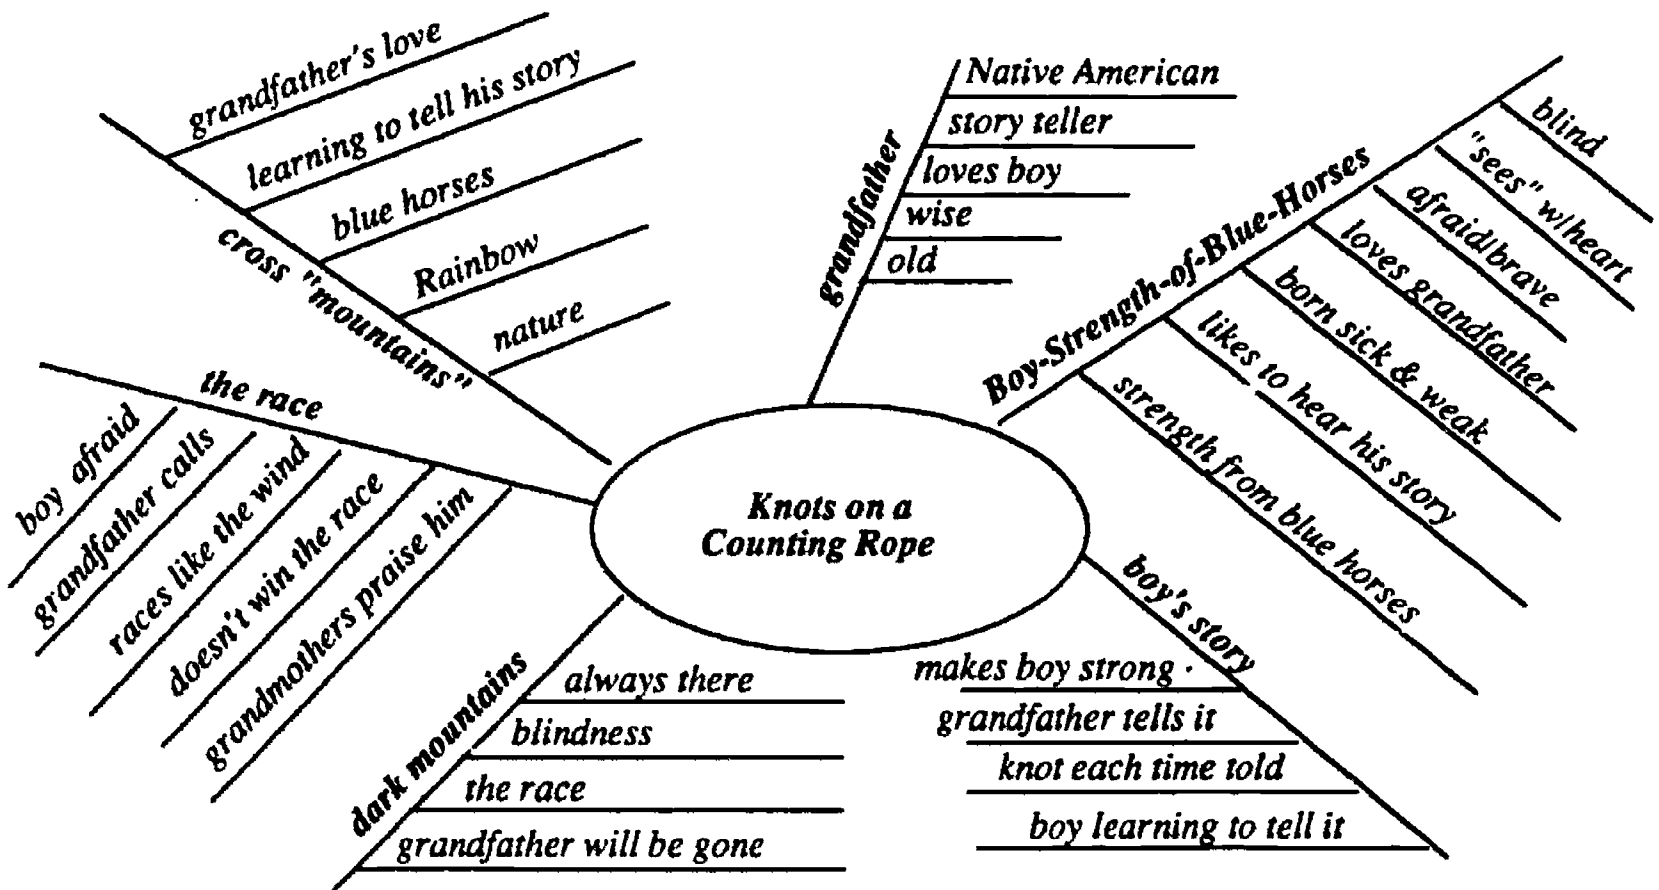 grandfather's love
learning to tell his story
blue horses
Rainbow
nature
cross "mountains"
grandfather
Native American
story teller
loves boy
wise
old
Boy-Strength-of-Blue-Horses
blind
"sees" w/heart
afraid/brave
loves grandfather
born sick & weak
likes to hear his story
strength from blue horses
the race
boy afraid
grandfather calls
races like the wind
doesn't win the race
grandmothers praise him
Knots on a
Counting Rope
dark mountains
always there
blindness
the race
grandfather will be gone
boy's story
makes boy strong
grandfather tells it
knot each time told
boy learning to tell it